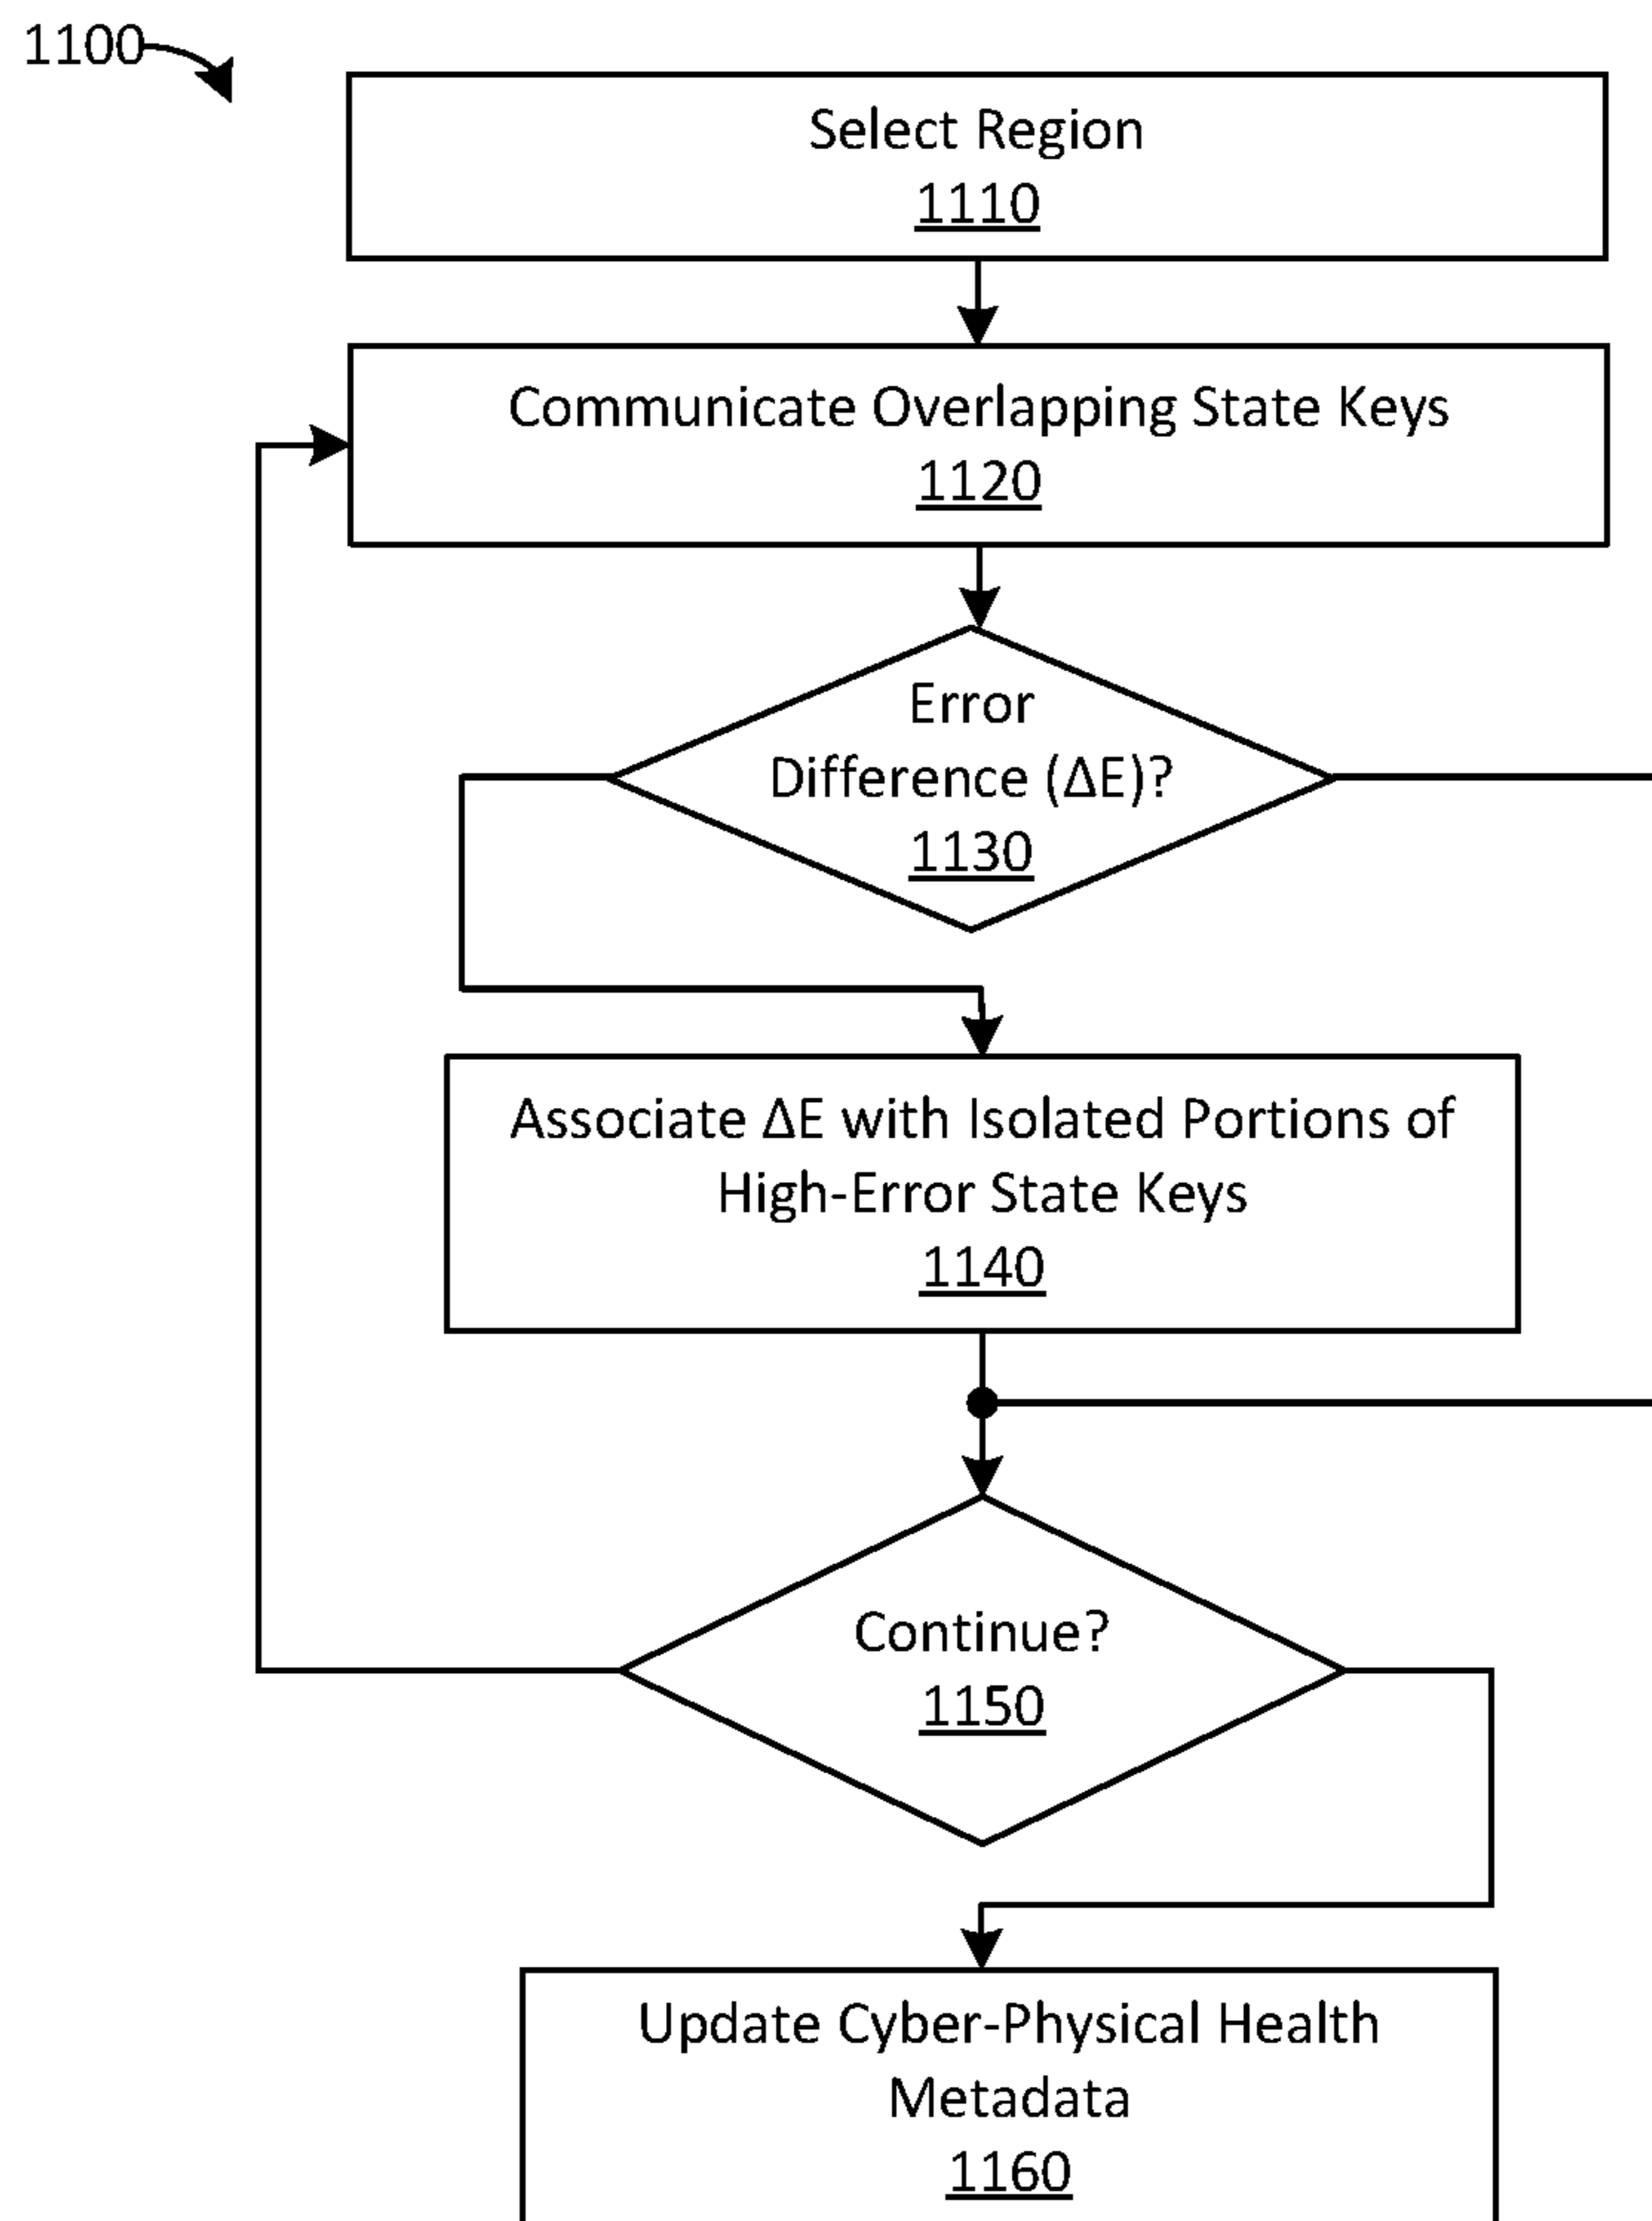 1100
Select Region
1110
Communicate Overlapping State Keys
1120
Error
Difference (ΔE)?
1130
Associate ΔE with Isolated Portions of
High-Error State Keys
1140
Continue?
1150
Update Cyber-Physical Health
Metadata
1160